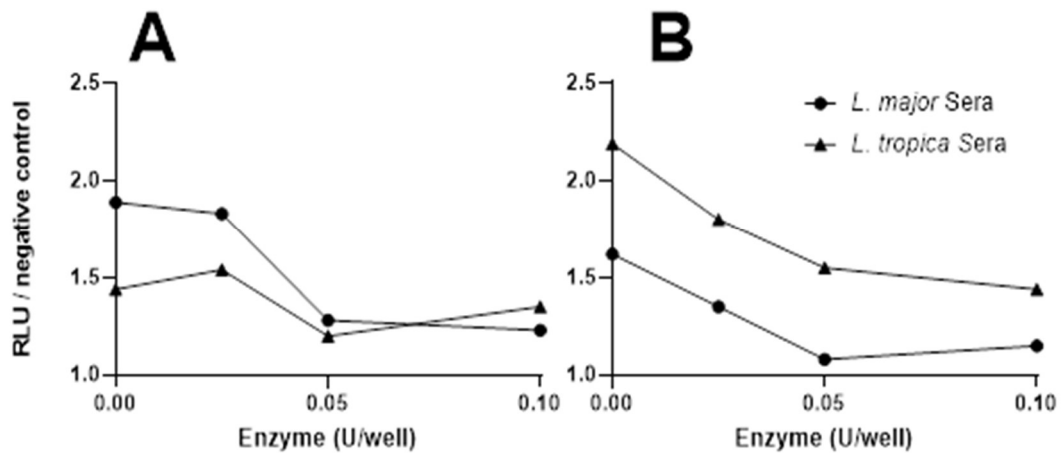 A
B
2.5
2.0
1.5
1.0
RLU / negative control
0.00
0.05
0.10
Enzyme (U/well)
2.5
2.0
1.5
1.0
L. major Sera
L. tropica Sera
0.00
0.05
0.10
Enzyme (U/well)